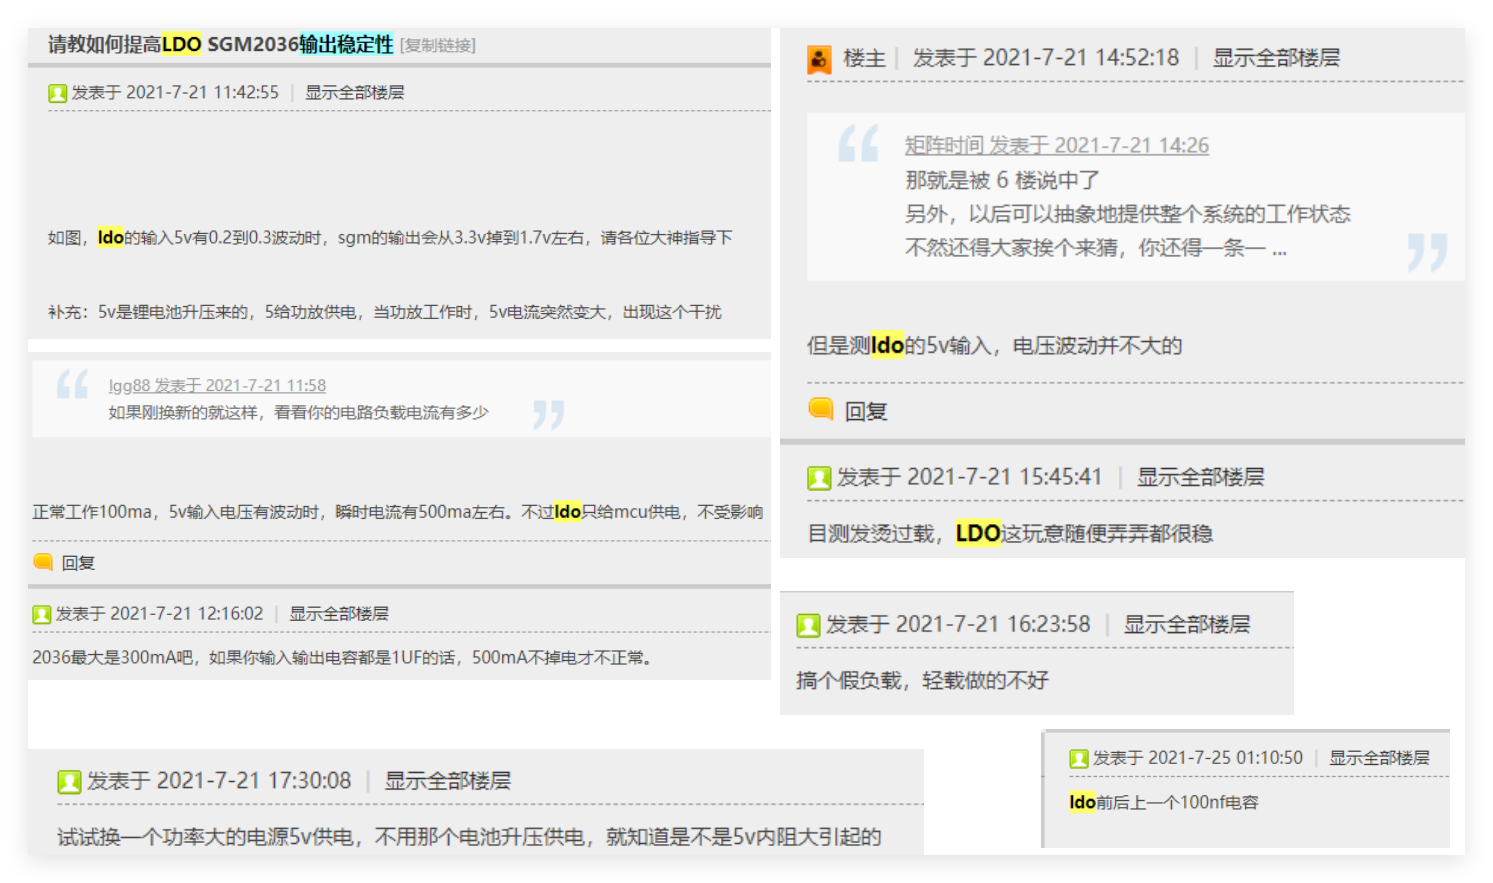 请教如何提高LDO SGM2036输出稳定性 [复制链接]
发表于 2021-7-21 11:42:55 | 显示全部楼层
如图，ldo的输入5v有0.2到0.3波动时，sgm的输出会从3.3v掉到1.7v左右，请各位大神指导下
补充：5v是锂电池升压来的，5给功放供电，当功放工作时，5v电流突然变大，出现这个干扰
lgg88 发表于 2021-7-21 11:58
如果刚换新的就这样，看看你的电路负载电流有多少
正常工作100ma，5v输入电压有波动时，瞬时电流有500ma左右。不过ldo只给mcu供电，不受影响
回复
发表于 2021-7-21 12:16:02 | 显示全部楼层
2036最大是300mA吧，如果你输入输出电容都是1UF的话，500mA不掉电才不正常。
楼主 | 发表于 2021-7-21 14:52:18 | 显示全部楼层
矩阵时间 发表于 2021-7-21 14:26
那就是被 6 楼说中了
另外，以后可以抽象地提供整个系统的工作状态
不然还得大家挨个来猜，你还得一条一 ...
但是测ldo的5v输入，电压波动并不大的
回复
发表于 2021-7-21 15:45:41 | 显示全部楼层
目测发烫过载，LDO这玩意随便弄弄都很稳
发表于 2021-7-21 16:23:58 | 显示全部楼层
搞个假负载，轻载做的不好
发表于 2021-7-21 17:30:08 | 显示全部楼层
试试换一个功率大的电源5v供电，不用那个电池升压供电，就知道是不是5v内阻大引起的
发表于 2021-7-25 01:10:50 | 显示全部楼层
ldo前后上一个100nf电容